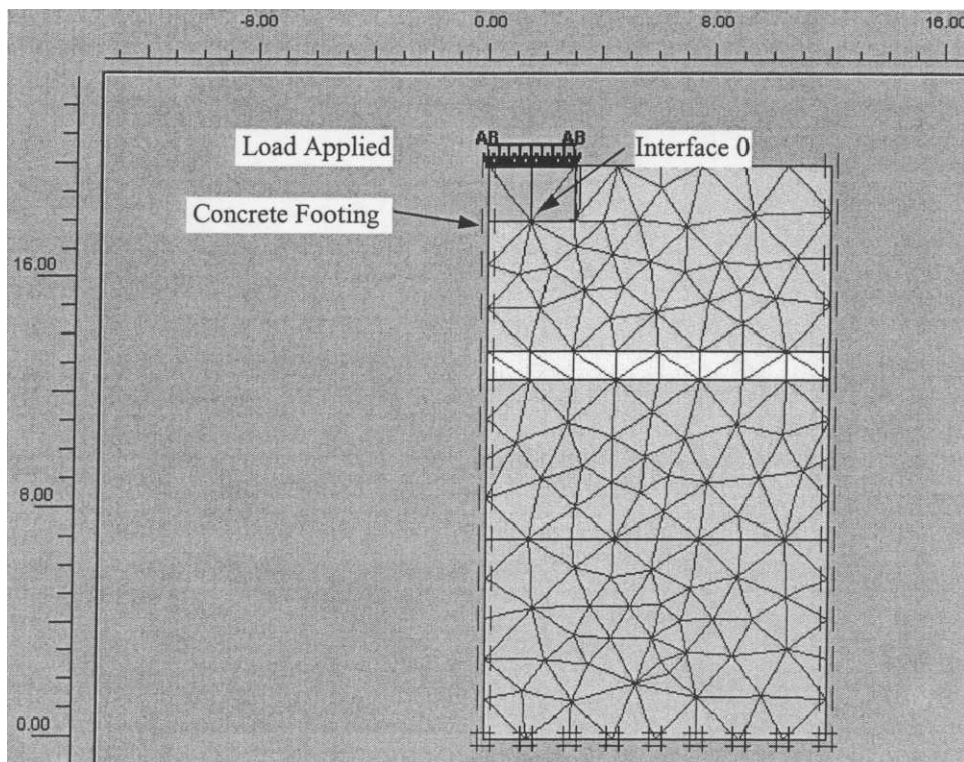 -8.00 0.00 8.00 16.00
AB AB
Load Applied
Interface 0
Concrete Footing
16.00
8.00
0.00